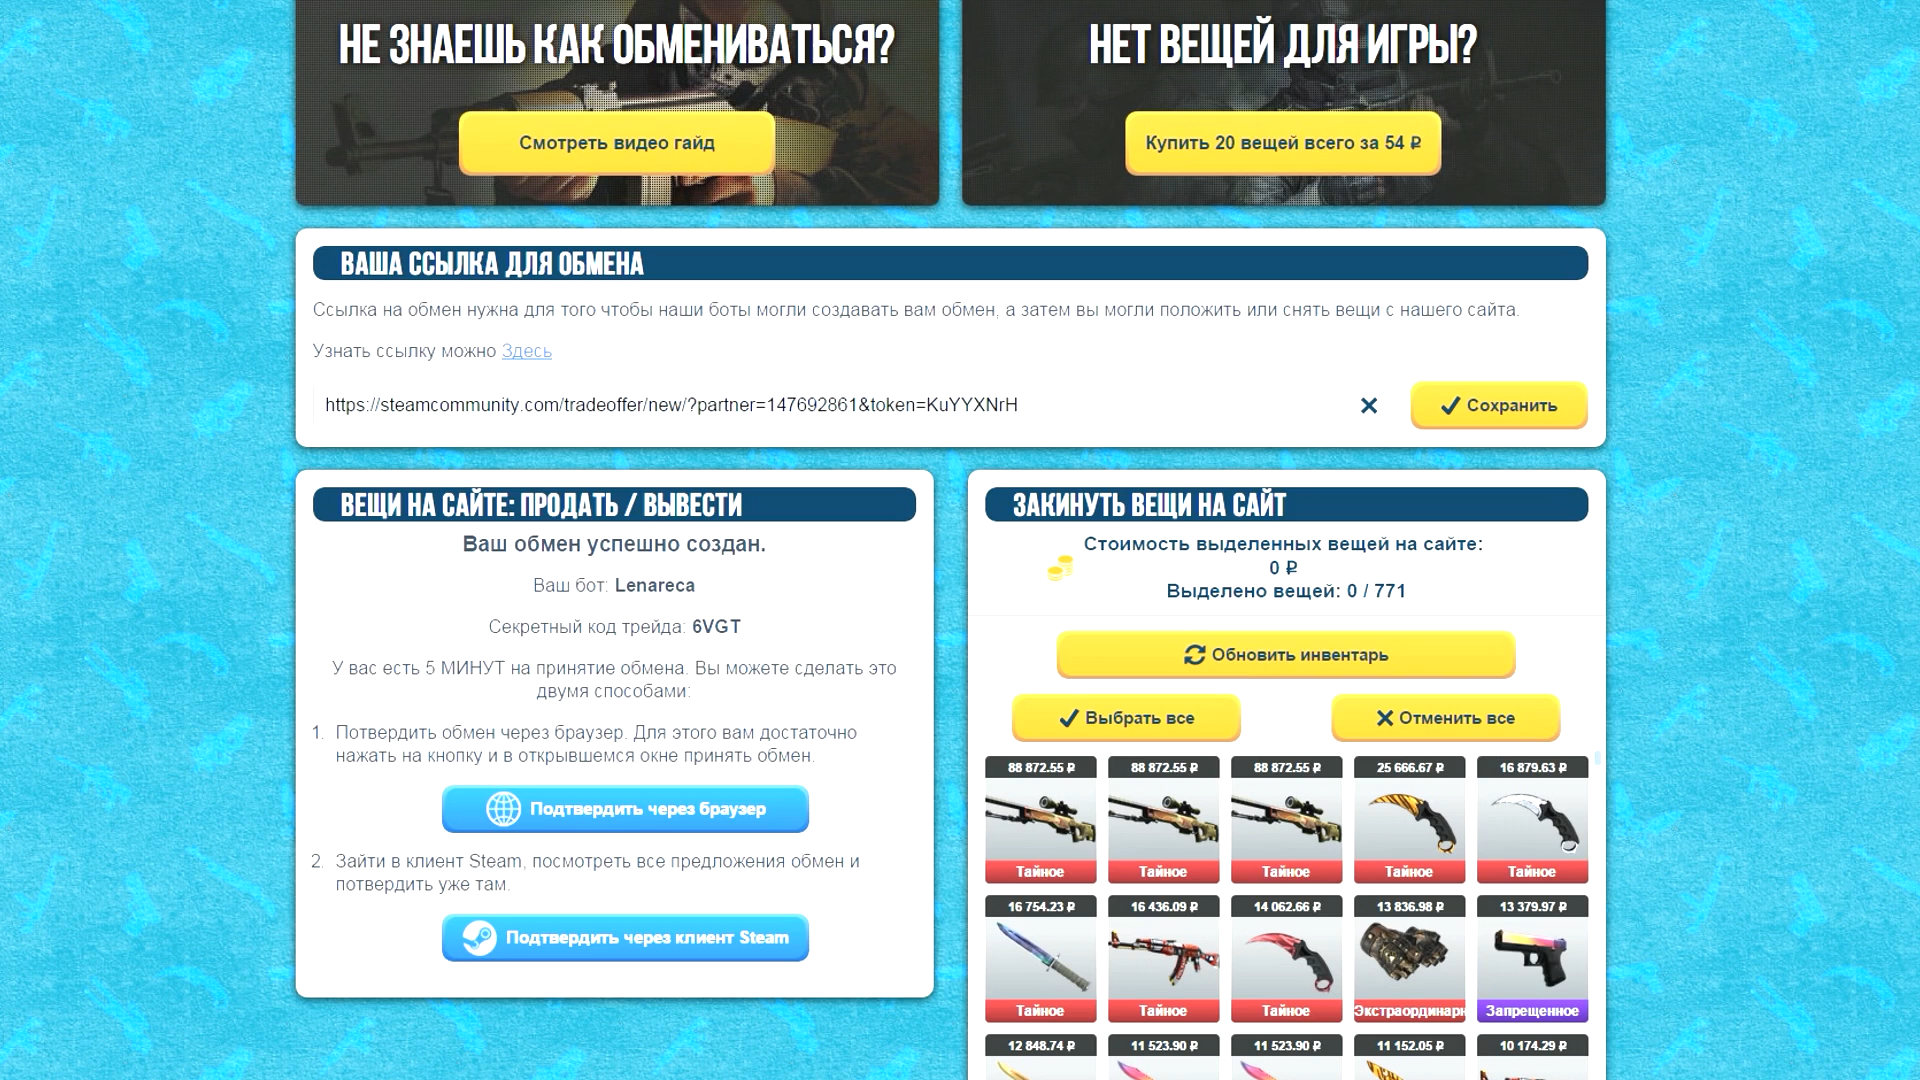 НЕ ЗНАЕШЬ КАК ОБМЕНИВАТЬСЯ?
Смотреть видео гайд
НЕТ ВЕЩЕЙ ДЛЯ ИГРЫ?
Купить 20 вещей всего за 54 ₽
ВАША ССЫЛКА ДЛЯ ОБМЕНА
Ссылка на обмен нужна для того чтобы наши боты могли создавать вам обмен, а затем вы могли положить или снять вещи с нашего сайта.
Узнать ссылку можно Здесь
https://steamcommunity.com/tradeoffer/new/?partner=147692861&token=KuYYXNrH
Сохранить
ВЕЩИ НА САЙТЕ: ПРОДАТЬ / ВЫВЕСТИ
Ваш обмен успешно создан.
Ваш бот: Lenareca
Секретный код трейда: 6VGT
У вас есть 5 МИНУТ на принятие обмена. Вы можете сделать это
двумя способами:
1. Потвердить обмен через браузер. Для этого вам достаточно
нажать на кнопку и в открывшемся окне принять обмен.
Подтвердить через браузер
2. Зайти в клиент Steam, посмотреть все предложения обмен и
потвердить уже там.
Подтвердить через клиент Steam
ЗАКИНУТЬ ВЕЩИ НА САЙТ
Стоимость выделенных вещей на сайте:
0 ₽
Выделено вещей: 0 / 771
Обновить инвентарь
Выбрать все
Отменить все
88 872.55 ₽ 88 872.55 ₽ 88 872.55 ₽ 25 666.67 ₽ 16 879.63 ₽
Тайное Тайное Тайное Тайное Тайное
16 754.23 ₽ 16 436.09 ₽ 14 062.66 ₽ 13 836.98 ₽ 13 379.97 ₽
Тайное Тайное Тайное Экстраординарн Запрещенное
12 848.74 ₽ 11 523.90 ₽ 11 523.90 ₽ 11 152.05 ₽ 10 174.29 ₽